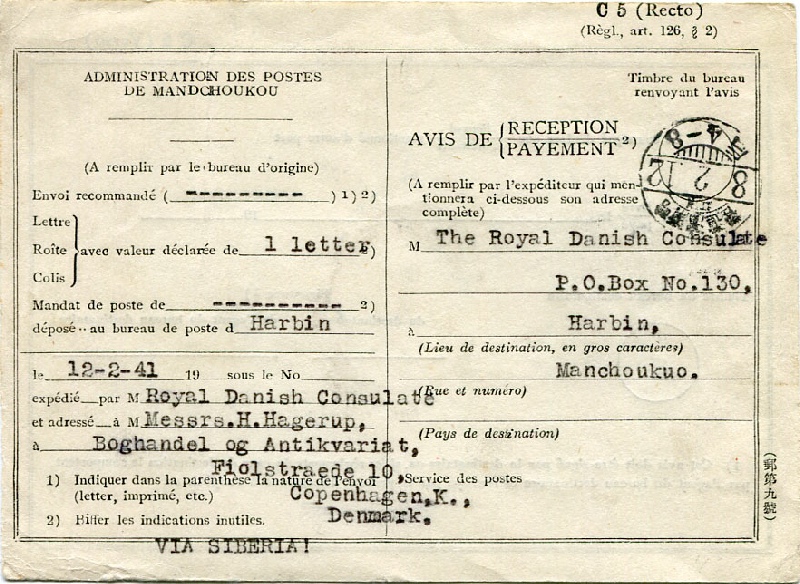 C 5 (Recto)
(Règl., art. 126, § 2)
ADMINISTRATION DES POSTES
DE MANDCHOUKOU
(A remplir par le bureau d'origine)
Envoi recommandé ( --------- ) 1) 2)
Lettre
Roîte avec valeur déclarée de 1 letter 2)
Colis
Mandat de poste de --------- 2)
déposé au bureau de poste d Harbin
le 12-2-41 19 sous le No
expédié par M Royal Danish Consulate
et adressé à M Messrs.H.Hagerup,
à Boghandel og Antikvariat,
Fiolstraede 10,
1) Indiquer dans la parenthèse la nature de l'envoi
(letter, imprimé, etc.) Copenhagen,K.,
2) Biffer les indications inutiles. Denmark.
VIA SIBERIA!
Timbre du bureau
renvoyant l'avis
AVIS DE {RECEPTION
PAYEMENT 2)
(A remplir par l'expéditeur qui men-
tionnera ci-dessous son adresse
complète)
M The Royal Danish Consulate
P.O.Box No.130,
à Harbin,
(Lieu de destination, en gros caractères)
Manchoukuo.
(Rue et numéro)
(Pays de destination)
Service des postes
(郵第九號)
8 2 12